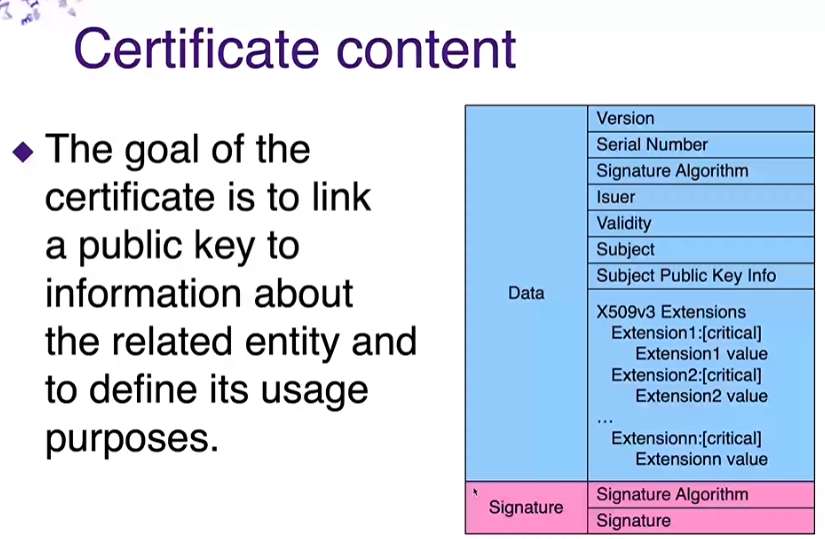 Certificate content
◆ The goal of the
certificate is to link
a public key to
information about
the related entity and
to define its usage
purposes.
Data
Version
Serial Number
Signature Algorithm
Isuer
Validity
Subject
Subject Public Key Info
X509v3 Extensions
Extension1:[critical]
Extension1 value
Extension2:[critical]
Extension2 value
...
Extensionn:[critical]
Extensionn value
Signature
Signature Algorithm
Signature